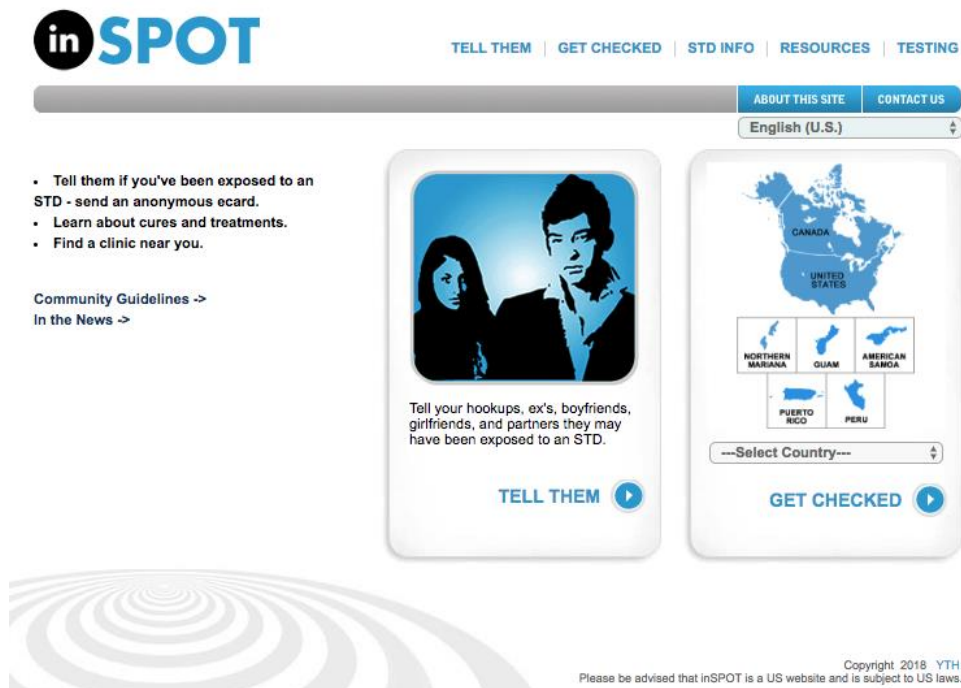 in SPOT
TELL THEM | GET CHECKED | STD INFO | RESOURCES | TESTING
ABOUT THIS SITE CONTACT US
English (U.S.)
• Tell them if you've been exposed to an
STD - send an anonymous ecard.
• Learn about cures and treatments.
• Find a clinic near you.
Community Guidelines ->
In the News ->
Tell your hookups, ex's, boyfriends,
girlfriends, and partners they may
have been exposed to an STD.
TELL THEM
CANADA
UNITED
STATES
NORTHERN
MARIANA
GUAM
AMERICAN
SAMOA
PUERTO
RICO
PERU
---Select Country---
GET CHECKED
Copyright 2018 YTH
Please be advised that inSPOT is a US website and is subject to US laws.